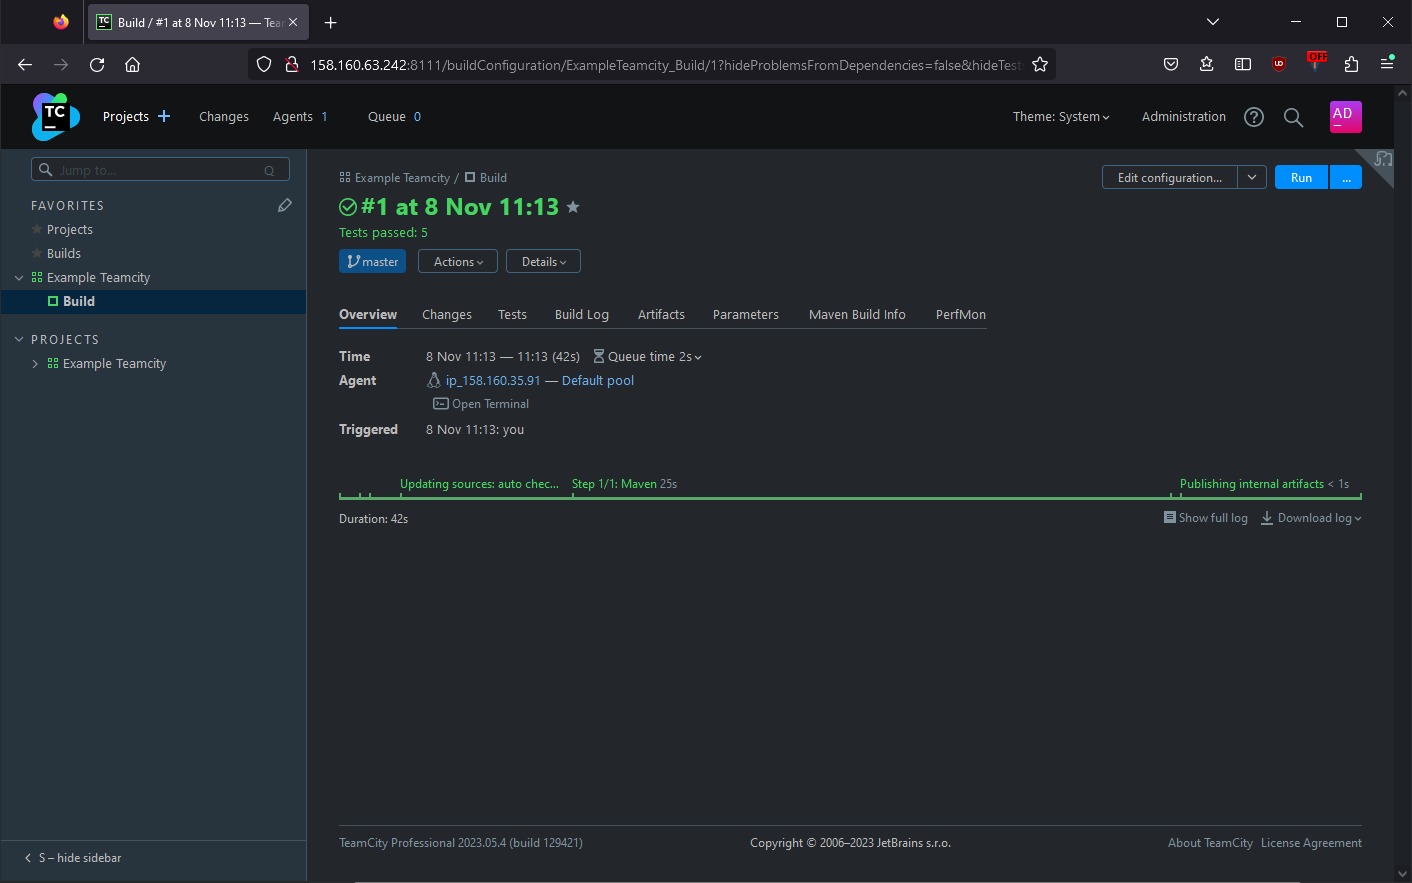 Build / #1 at 8 Nov 11:13 — Team
158.160.63.242:8111/buildConfiguration/ExampleTeamcity_Build/1?hideProblemsFromDependencies=false&hideTest
OFF
TC
Projects
Changes
Agents 1
Queue 0
Theme: System
Administration
AD
Jump to...
Q
FAVORITES
Projects
Builds
Example Teamcity
Build
PROJECTS
Example Teamcity
S – hide sidebar
Example Teamcity / Build
Edit configuration...
Run
...
#1 at 8 Nov 11:13
Tests passed: 5
master
Actions
Details
Overview
Changes
Tests
Build Log
Artifacts
Parameters
Maven Build Info
PerfMon
Time 8 Nov 11:13 — 11:13 (42s) Queue time 2s
Agent ip_158.160.35.91 — Default pool
Open Terminal
Triggered 8 Nov 11:13: you
Updating sources: auto chec... Step 1/1: Maven 25s Publishing internal artifacts < 1s
Duration: 42s Show full log Download log
TeamCity Professional 2023.05.4 (build 129421) Copyright © 2006–2023 JetBrains s.r.o. About TeamCity License Agreement